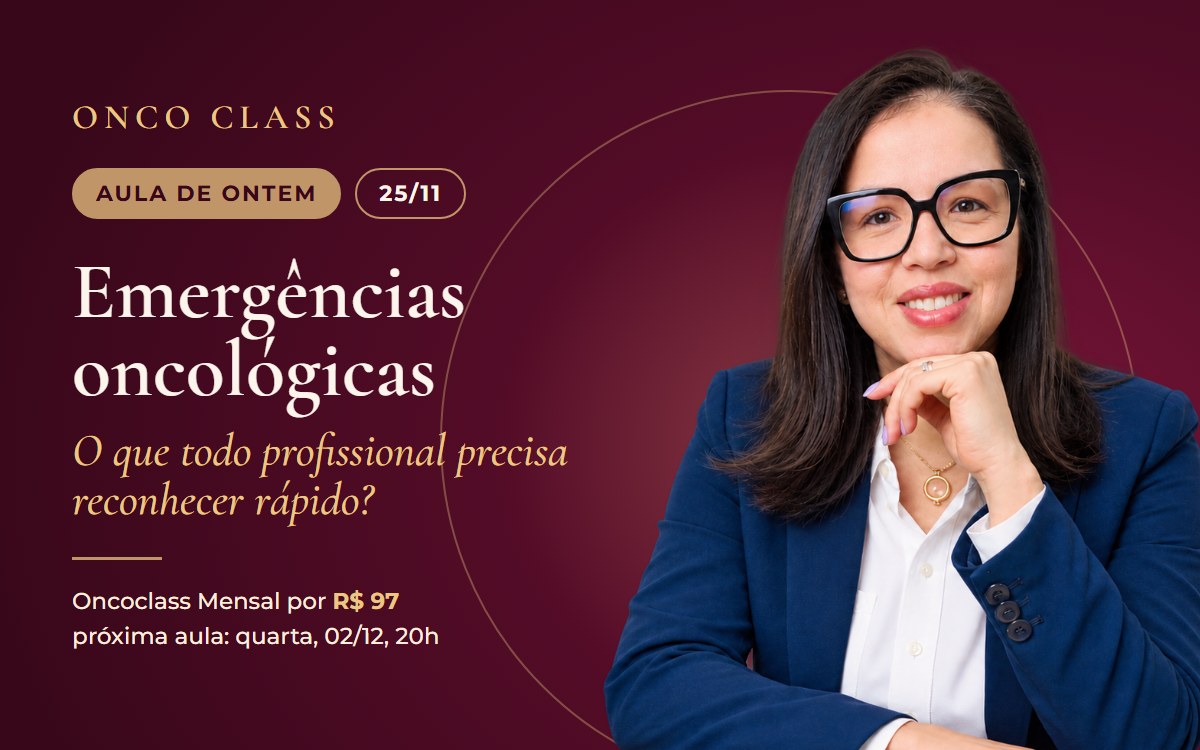 ONCO CLASS
AULA DE ONTEM 25/11
Emergências
oncológicas
O que todo profissional precisa
reconhecer rápido?
Oncoclass Mensal por R$ 97
próxima aula: quarta, 02/12, 20h